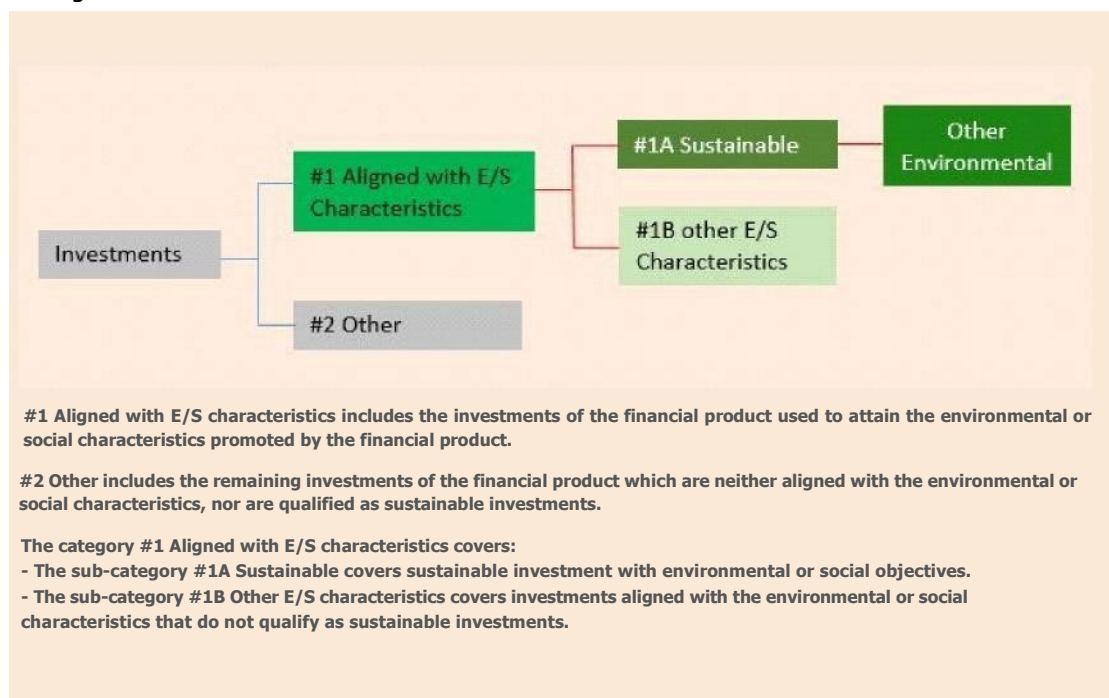 #1A Sustainable
Other
Environmental
#1 Aligned with E/S
Characteristics
#1B other E/S
Characteristics
Investments
#2 Other
#1 Aligned with E/S characteristics includes the investments of the financial product used to attain the environmental or
social characteristics promoted by the financial product.
#2 Other includes the remaining investments of the financial product which are neither aligned with the environmental or
social characteristics, nor are qualified as sustainable investments.
The category #1 Aligned with E/S characteristics covers:
- The sub-category #1A Sustainable covers sustainable investment with environmental or social objectives.
- The sub-category #1B Other E/S characteristics covers investments aligned with the environmental or social
characteristics that do not qualify as sustainable investments.